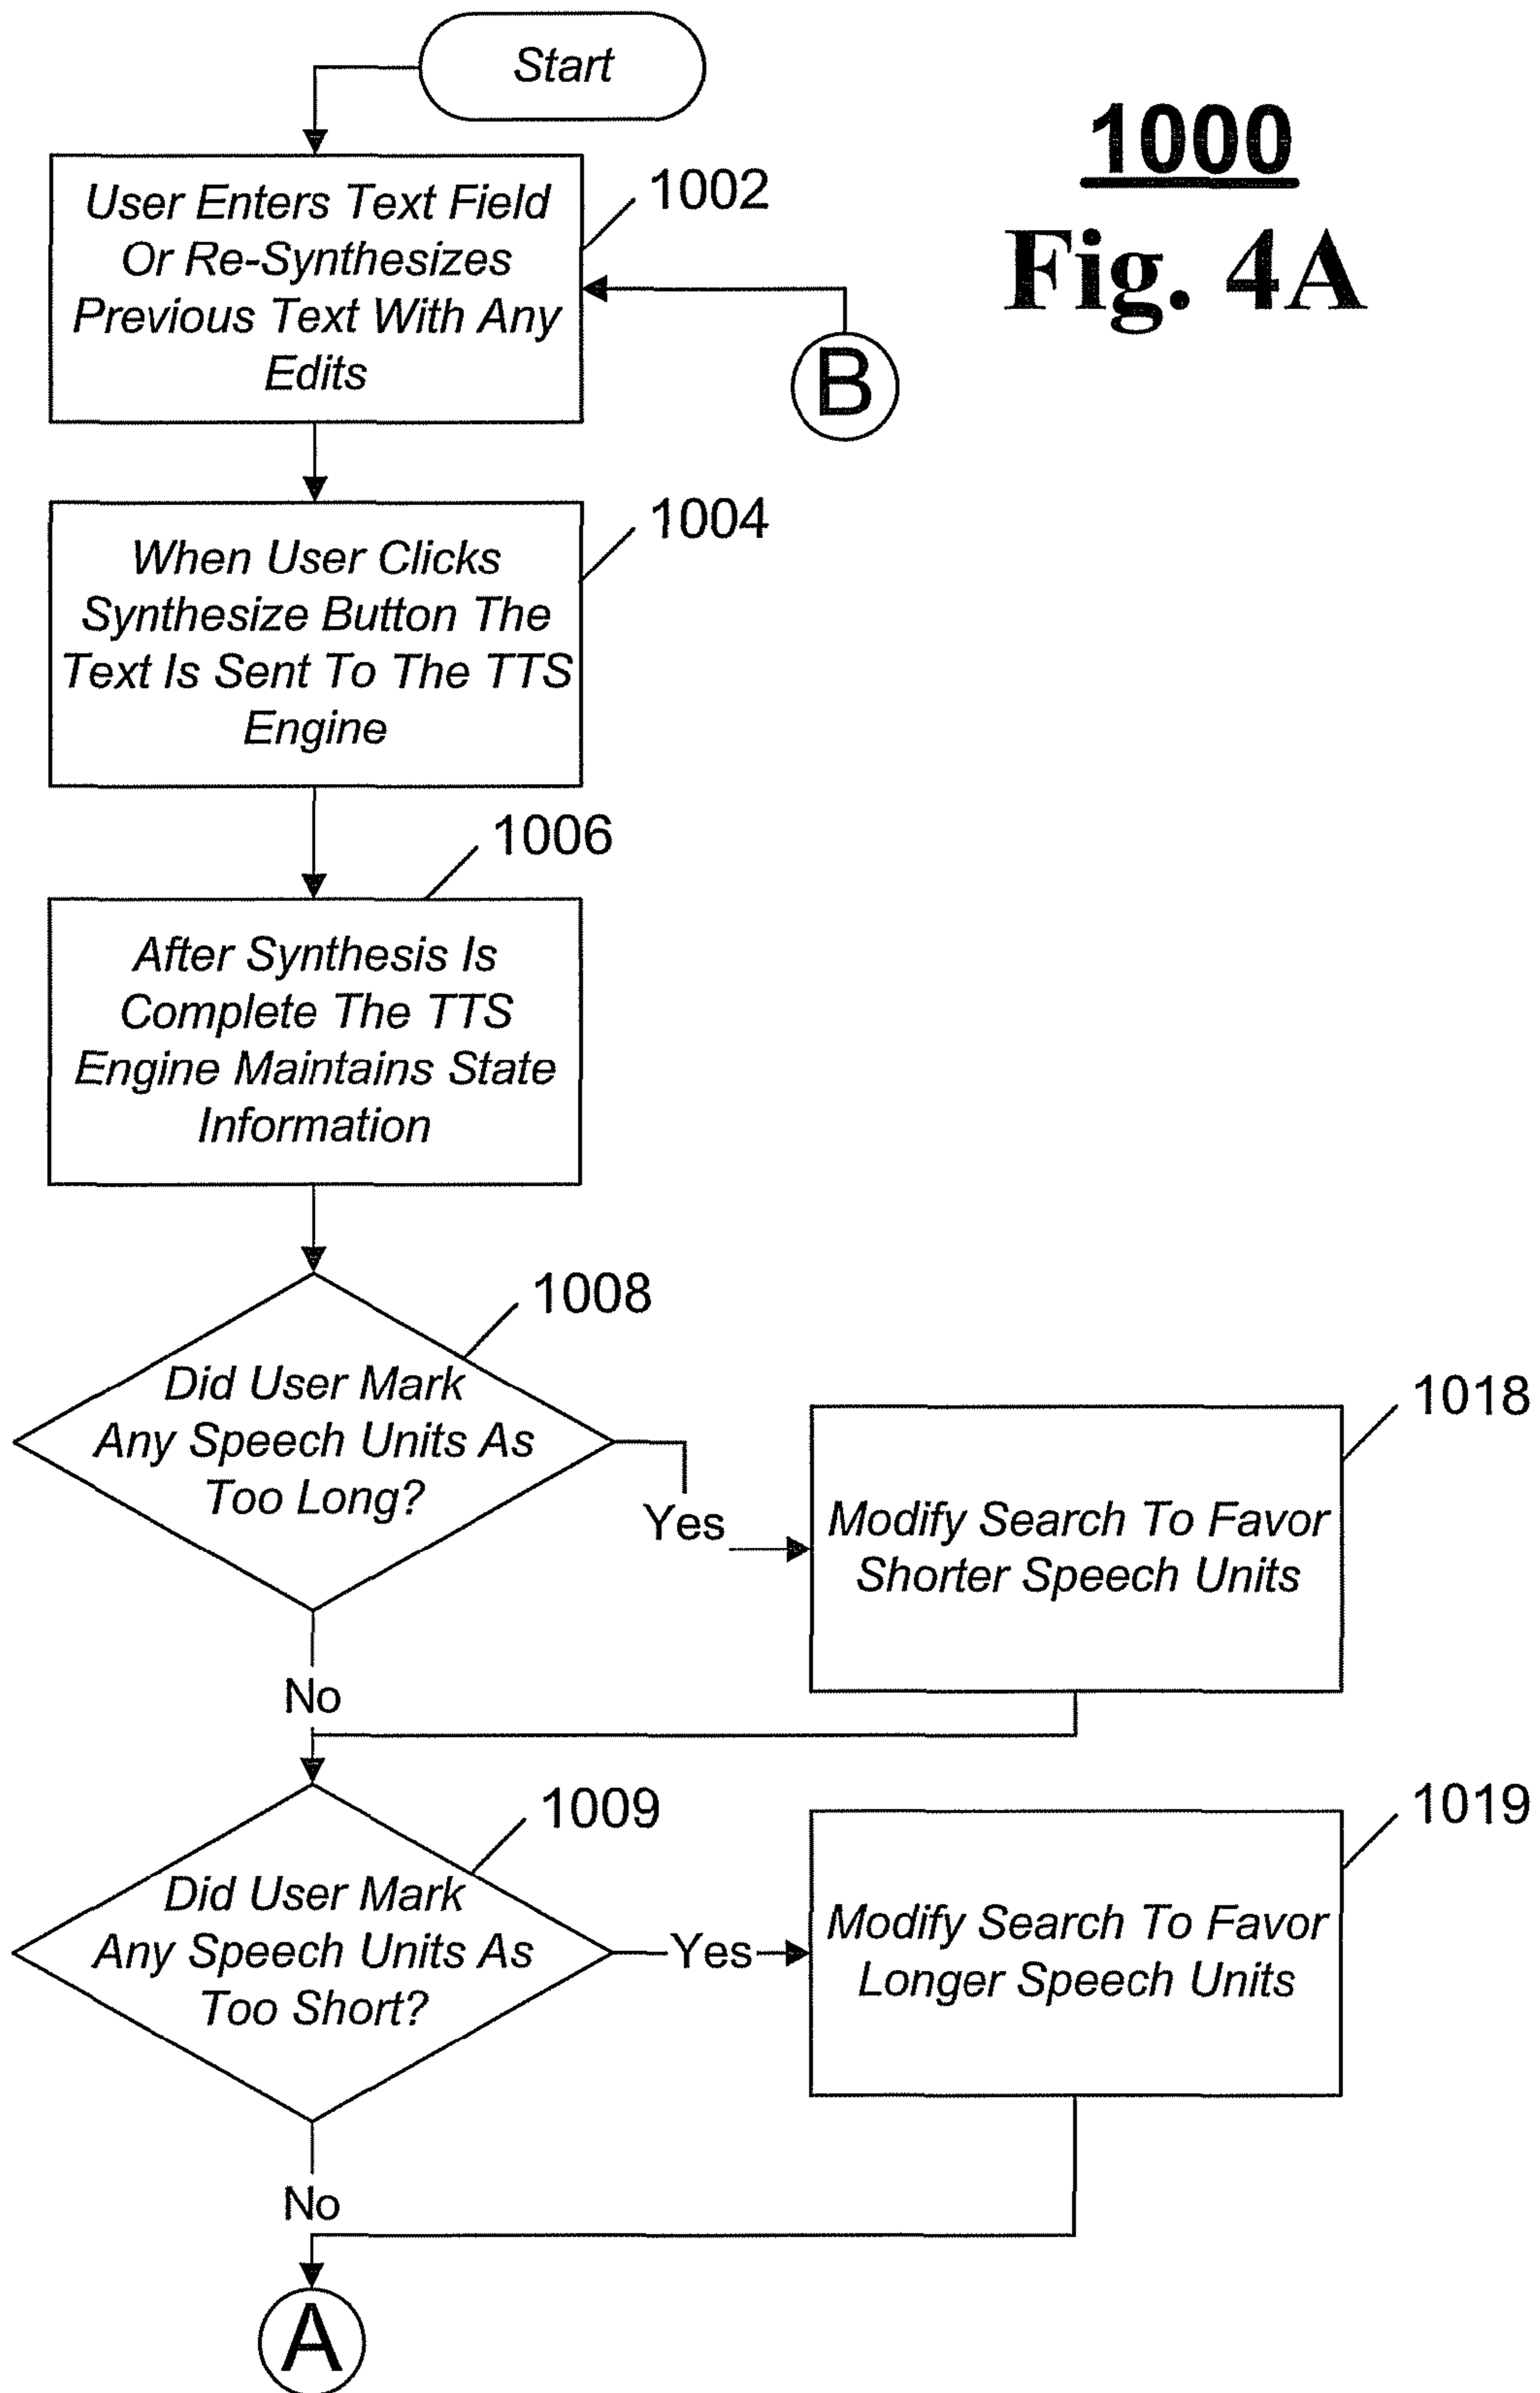 Start
1000
Fig. 4A
User Enters Text Field
Or Re-Synthesizes
Previous Text With Any
Edits
1002
B
When User Clicks
Synthesize Button The
Text Is Sent To The TTS
Engine
1004
1006
After Synthesis Is
Complete The TTS
Engine Maintains State
Information
1008
Did User Mark
Any Speech Units As
Too Long?
Yes
1018
Modify Search To Favor
Shorter Speech Units
No
1009
Did User Mark
Any Speech Units As
Too Short?
Yes
1019
Modify Search To Favor
Longer Speech Units
No
A